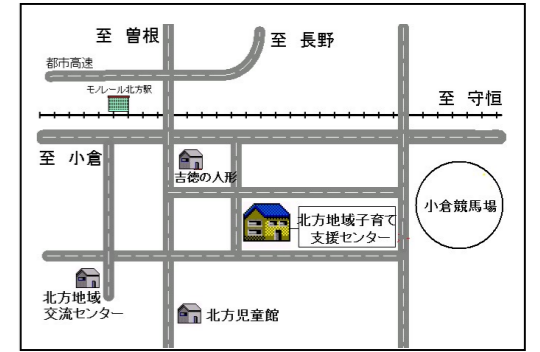 至 曽根
至 長野
都市高速
モノレール北方駅
至 守恒
至 小倉
吉徳の人形
小倉競馬場
北方地域子育て
支援センター
北方地域
交流センター
北方児童館